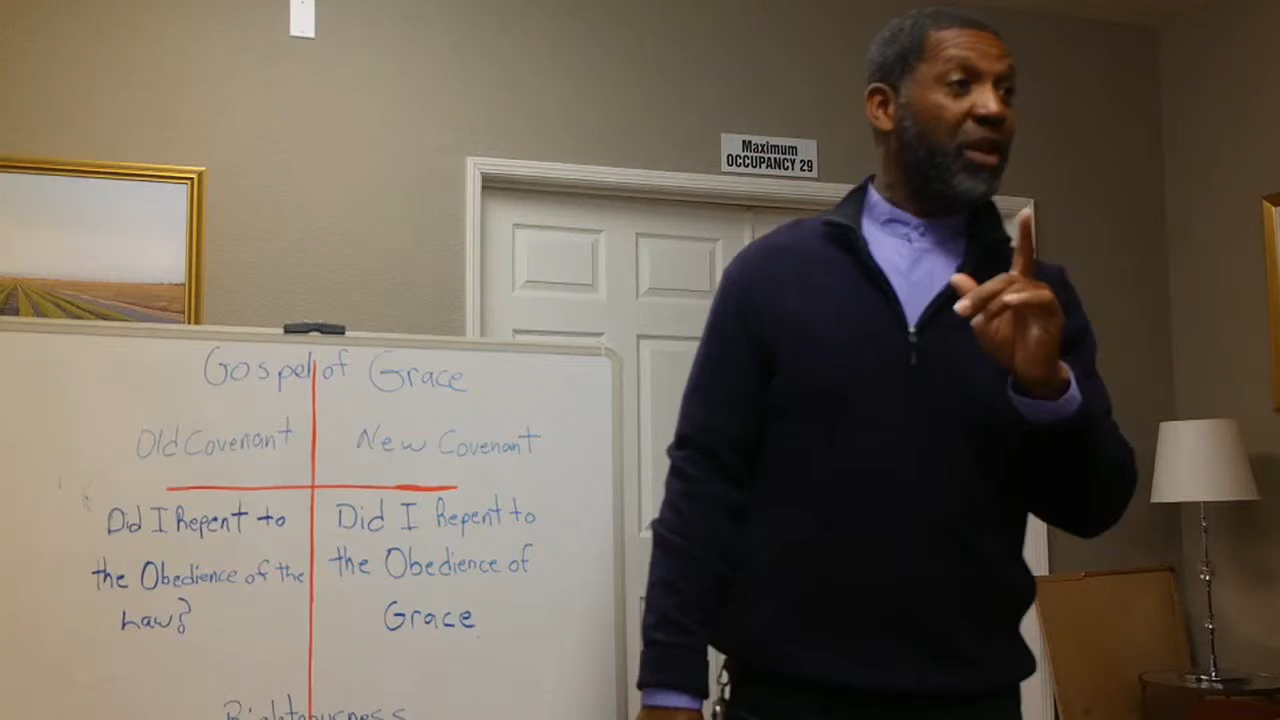 Maximum
OCCUPANCY 29
Gospel of Grace
Old Covenant
New Covenant
Did I Repent to
the Obedience of the
Law?
Did I Repent to
the Obedience of
Grace
Righteousness